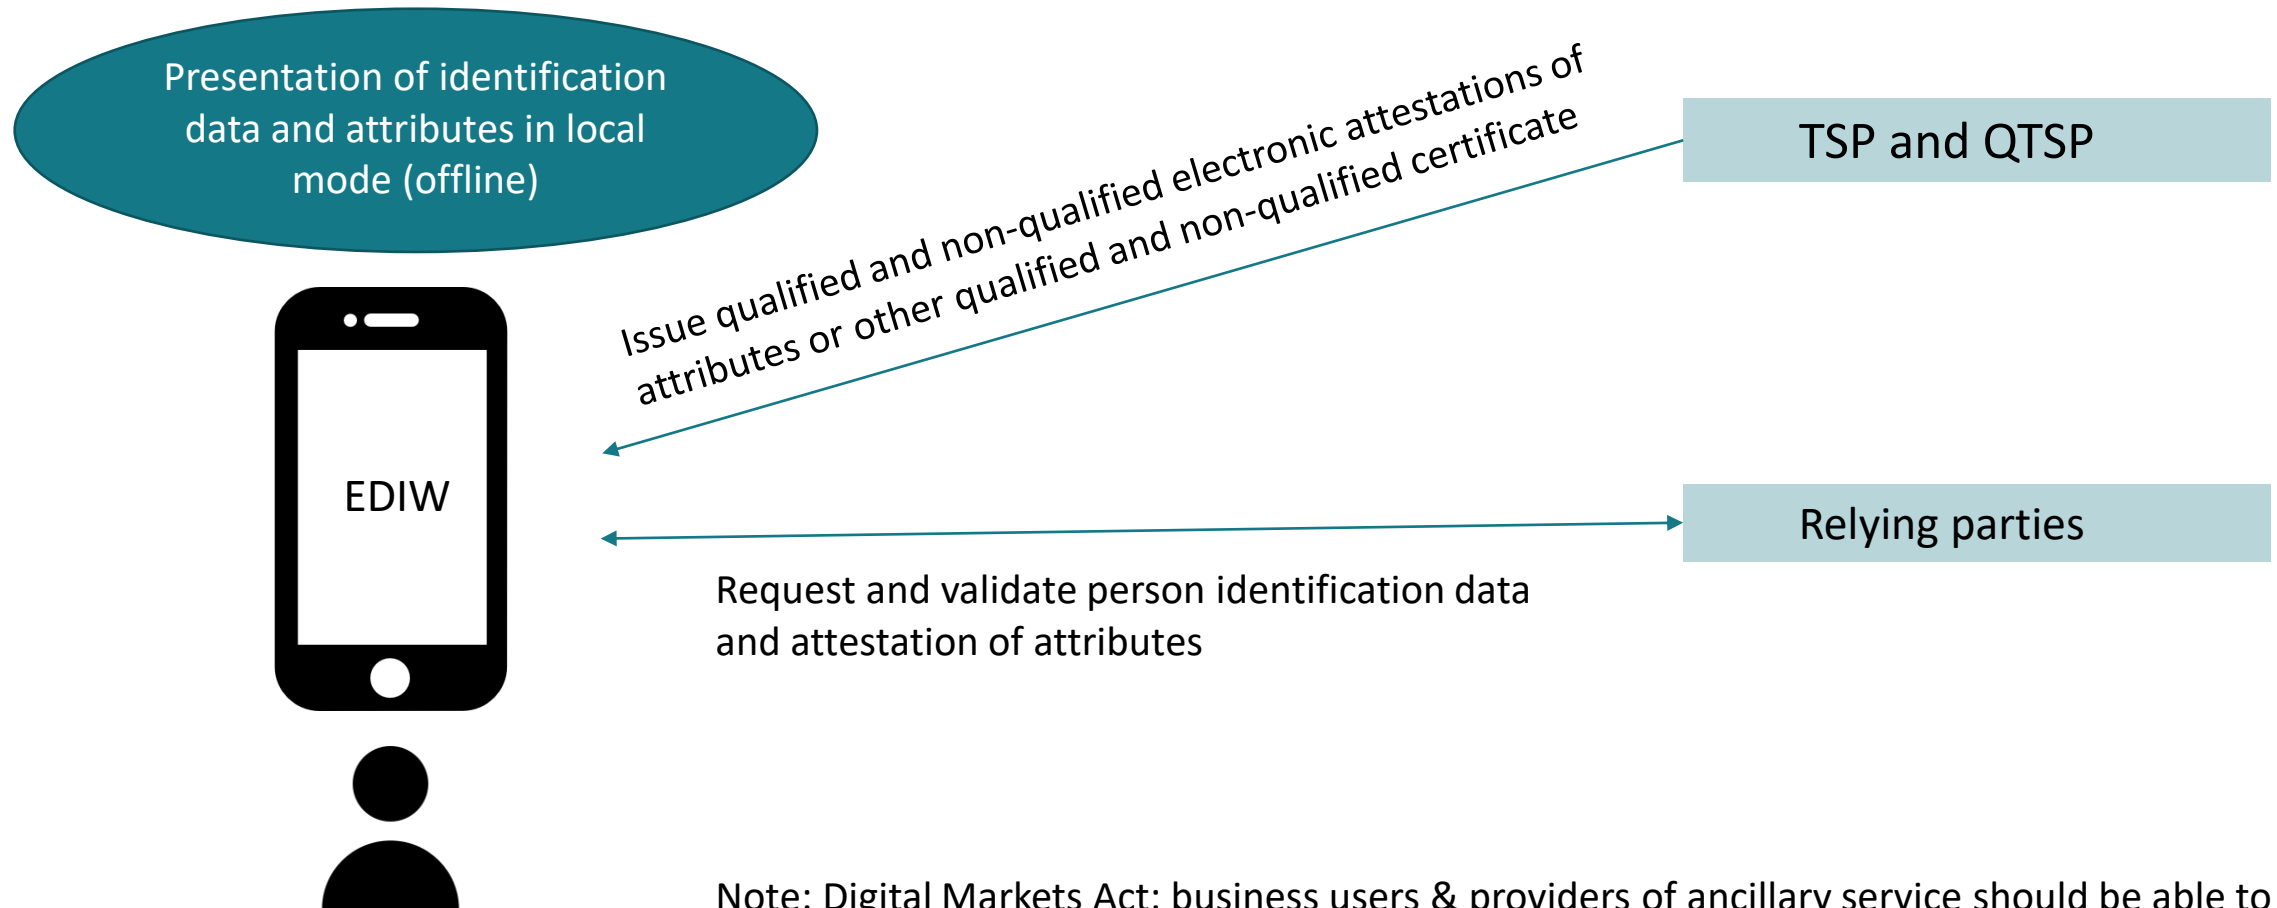 Presentation of identification
data and attributes in local
mode (offline)
Issue qualified and non-qualified electronic attestations of
attributes or other qualified and non-qualified certificate
TSP and QTSP
EDIW
Relying parties
Request and validate person identification data
and attestation of attributes
Note: Digital Markets Act: business users & providers of ancillary service should be able to